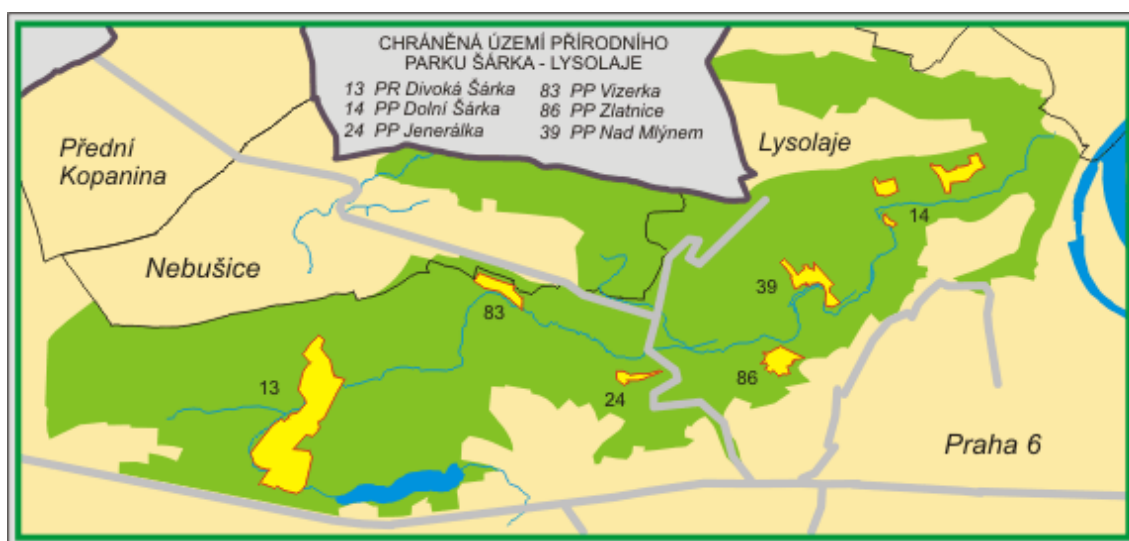 CHRÁNĚNÁ ÚZEMÍ PŘÍRODNÍHO
PARKU ŠÁRKA - LYSOLAJE
13 PR Divoká Šárka 83 PP Vizerka
14 PP Dolní Šárka 86 PP Zlatnice
24 PP Jenerálka 39 PP Nad Mlýnem
Přední
Kopanina
Lysolaje
14
Nebušice
39
83
86
13
24
Praha 6